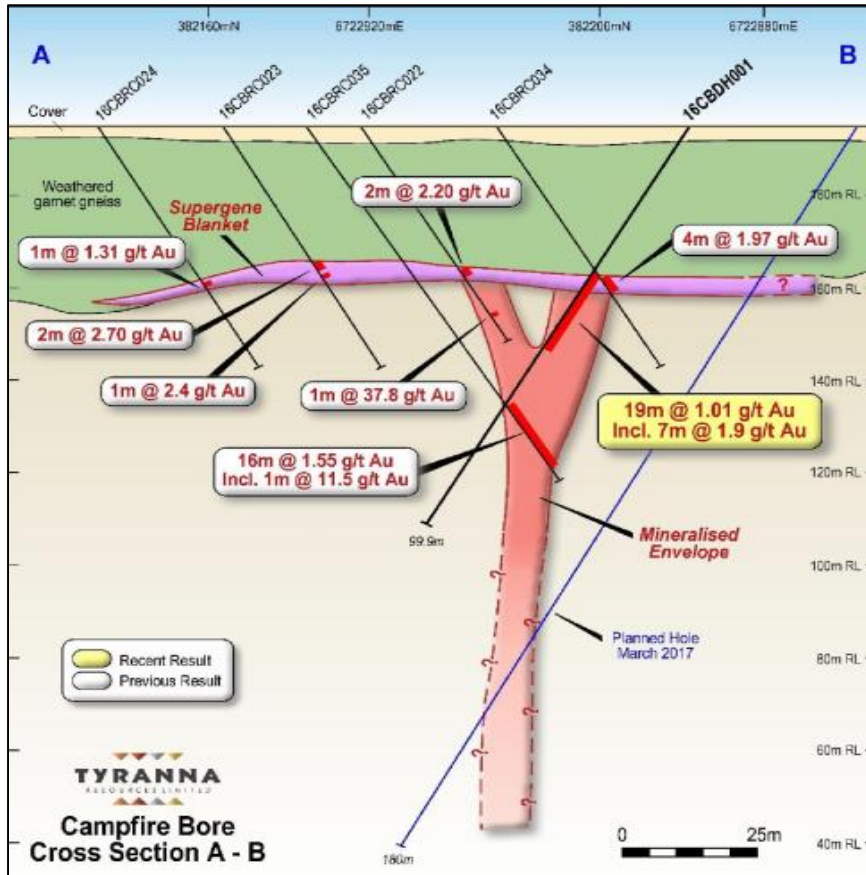 382160mN
6722920mE
382200mN
6722880mE
A
B
16CBRC024
16CBRC023
16CBRC035
16CBRC022
16CBRC034
16CBDH001
Cover
Weathered
garnet gneiss
Supergene
Blanket
2m @ 2.20 g/t Au
180m RL
1m @ 1.31 g/t Au
4m @ 1.97 g/t Au
?
160m RL
2m @ 2.70 g/t Au
1m @ 2.4 g/t Au
1m @ 37.8 g/t Au
140m RL
19m @ 1.01 g/t Au
Incl. 7m @ 1.9 g/t Au
16m @ 1.55 g/t Au
Incl. 1m @ 11.5 g/t Au
120m RL
99.9m
Mineralised
Envelope
100m RL
?
?
Planned Hole
March 2017
Recent Result
Previous Result
80m RL
?
?
60m RL
?
?
TYRANNA
RESOURCES LIMITED
Campfire Bore
Cross Section A - B
180m
0 25m
40m RL